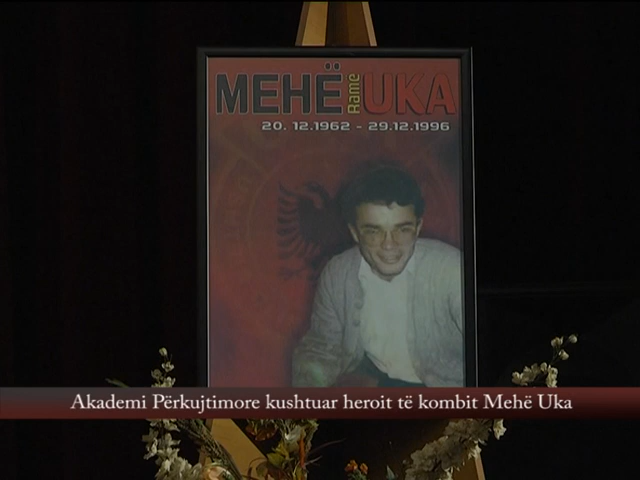 MEHË Rame UKA
20. 12.1962 - 29.12.1996
Akademi Përkujtimore kushtuar heroit të kombit Mehë Uka